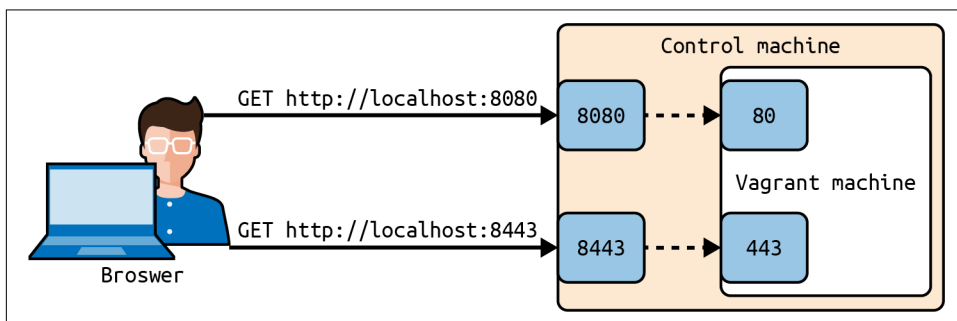 Control machine
GET http://localhost:8080
8080
80
Vagrant machine
GET http://localhost:8443
8443
443
Broswer